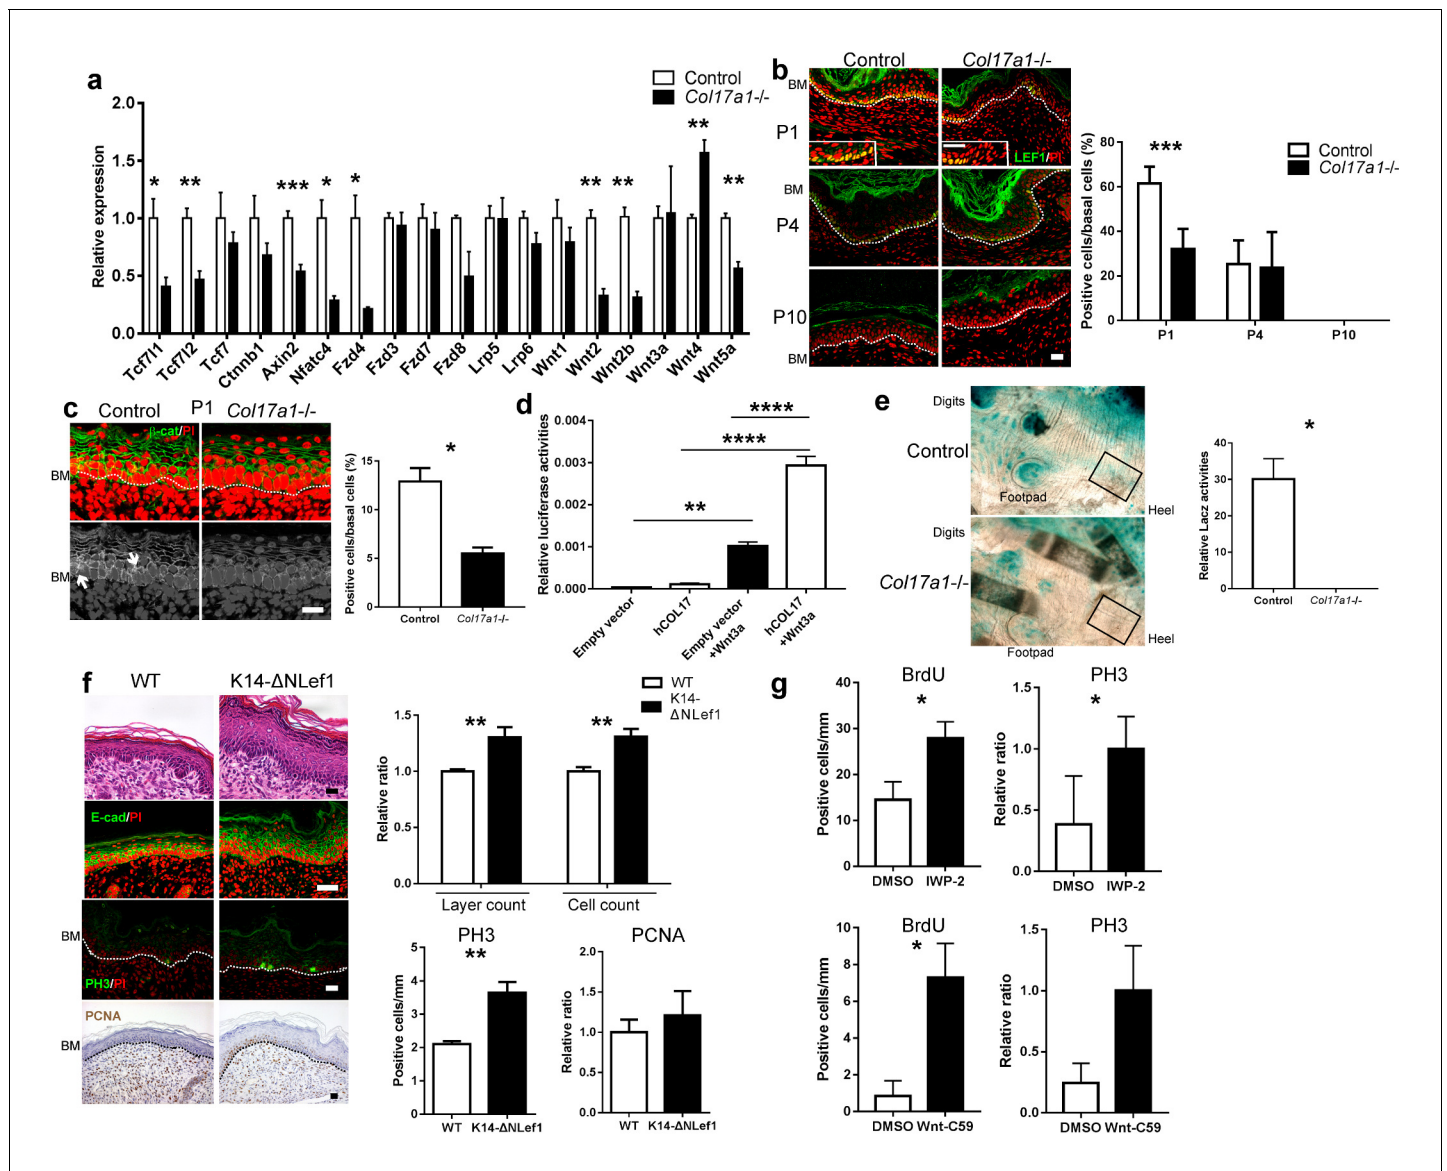 a
Control
Col17a1-/-
Relative expression
2.0
1.5
1.0
0.5
0.0
* ** *** * * ** ** ** **
Tcf7l1 Tcf7l2 Tcf7 Ctnnb1 Axin2 Nfatc4 Fzd4 Fzd3 Fzd7 Fzd8 Lrp5 Lrp6 Wnt1 Wnt2 Wnt2b Wnt3a Wnt4 Wnt5a
b
Control Col17a1-/-
BM
P1
LEF1/PI
BM
P4
P10
BM
Positive cells/basal cells (%)
80
60
40
20
0
***
Control
Col17a1-/-
P1 P4 P10
c
Control P1 Col17a1-/-
β-cat/PI
BM
BM
Positive cells/basal cells (%)
15
10
5
0
*
Control Col17a1-/-
d
Relative luciferase activities
0.004
0.003
0.002
0.001
0.000
****
****
**
Empty vector
hCOL17
Empty vector +Wnt3a
hCOL17 +Wnt3a
e
Digits
Control
Footpad
Heel
Digits
Col17a1-/-
Heel
Footpad
Relative Lacz activities
40
30
20
10
0
*
Control Col17a1-/-
f
WT K14-ΔNLef1
E-cad/PI
BM
PH3/PI
PCNA
BM
WT
K14-
ΔNLef1
Relative ratio
1.5
1.0
0.5
0.0
** **
Layer count Cell count
PH3
**
Positive cells/mm
5
4
3
2
1
0
WT K14-ΔNLef1
PCNA
Relative ratio
2.0
1.5
1.0
0.5
0.0
WT K14-ΔNLef1
g
BrdU
*
Positive cells/mm
40
30
20
10
0
DMSO IWP-2
PH3
*
Relative ratio
1.5
1.0
0.5
0.0
DMSO IWP-2
BrdU
*
Positive cells/mm
10
8
6
4
2
0
DMSO Wnt-C59
PH3
Relative ratio
1.5
1.0
0.5
0.0
DMSO Wnt-C59